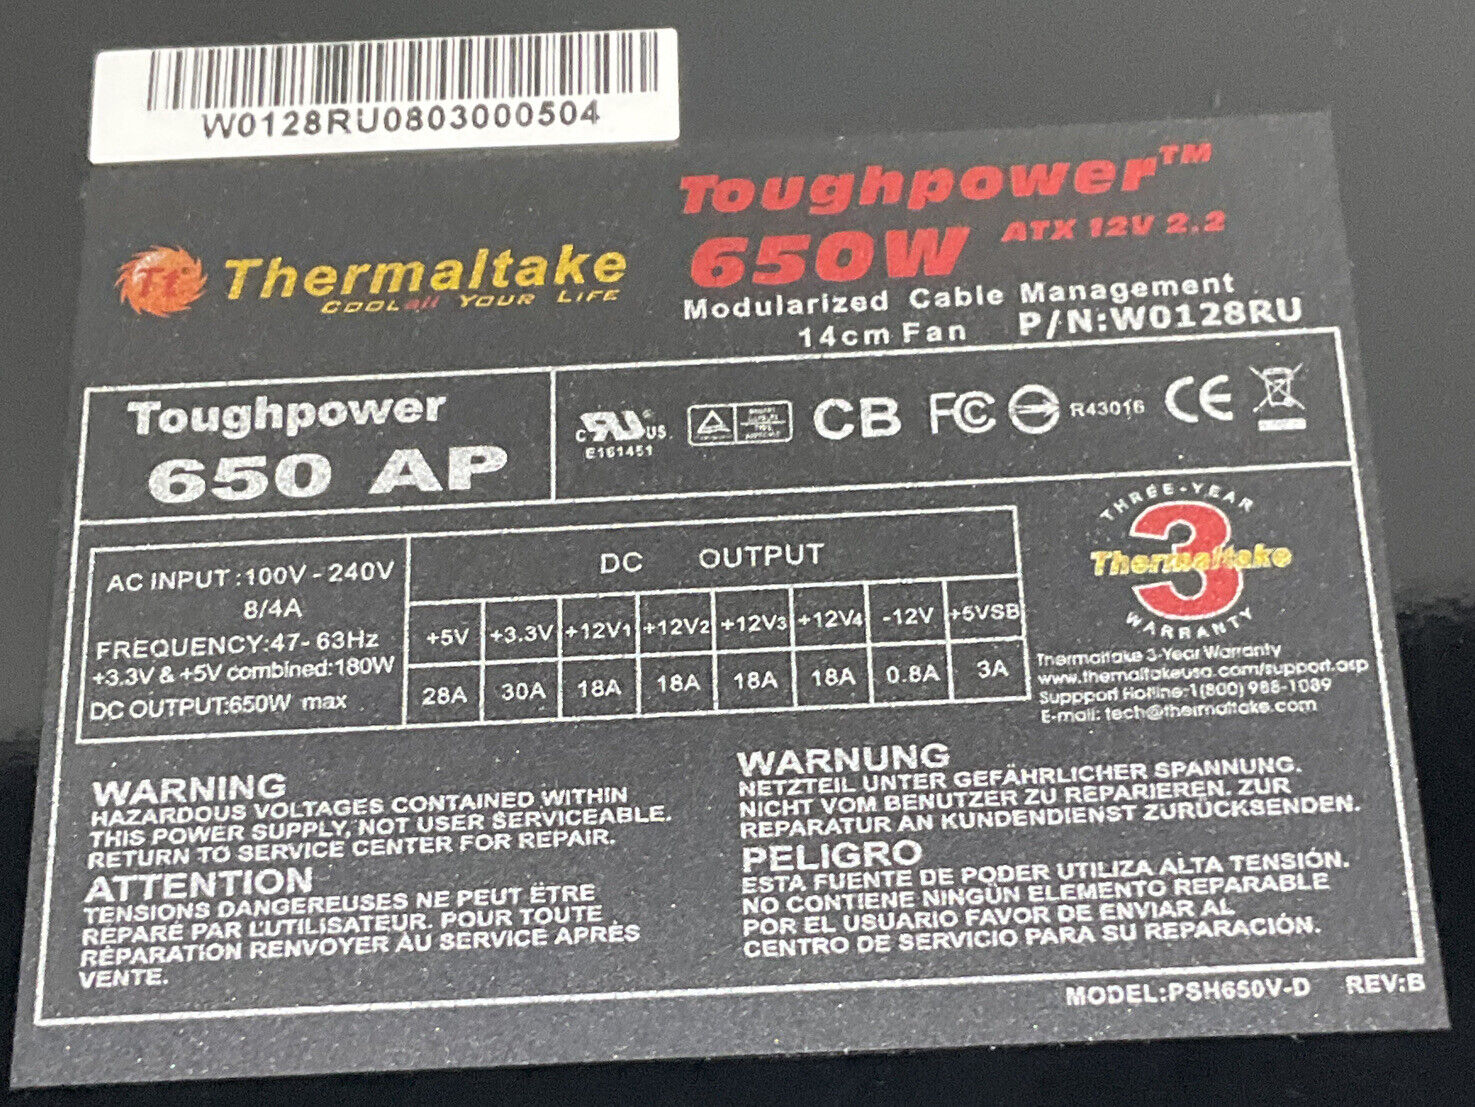 W0128RU0803000504
Toughpower™
650W ATX 12V 2.2
Thermaltake
COOLall YOUR LIFE
Modularized Cable Management
14cm Fan P/N:W0128RU
Toughpower
650 AP
c RU US
E161451
CB FC R43016 CE
THREE-YEAR
3
Thermaltake
WARRANTY
AC INPUT:100V-240V
8/4A
FREQUENCY:47-63Hz
+3.3V & +5V combined:180W
DC OUTPUT:650W max
DC OUTPUT
+5V +3.3V +12V1 +12V2 +12V3 +12V4 -12V +5VSB
28A 30A 18A 18A 18A 18A 0.8A 3A
Thermaltake 3-Year Warranty
www.thermaltakeusa.com/support.asp
Suppport Hotline-1(800) 988-1089
E-mail: tech@thermaltake.com
WARNING
HAZARDOUS VOLTAGES CONTAINED WITHIN
THIS POWER SUPPLY, NOT USER SERVICEABLE.
RETURN TO SERVICE CENTER FOR REPAIR.
ATTENTION
TENSIONS DANGEREUSES NE PEUT ËTRE
RÉPARÉ PAR L'UTILISATEUR. POUR TOUTE
RÉPARATION RENVOYER AU SERVICE APRÈS
VENTE.
WARNUNG
NETZTEIL UNTER GEFÄHRLICHER SPANNUNG.
NICHT VOM BENUTZER ZU REPARIEREN. ZUR
REPARATUR AN KUNDENDIENST ZURÜCKSENDEN.
PELIGRO
ESTA FUENTE DE PODER UTILIZA ALTA TENSIÓN.
NO CONTIENE NINGÚN ELEMENTO REPARABLE
POR EL USUARIO FAVOR DE ENVIAR AL
CENTRO DE SERVICIO PARA SU REPARACIÓN.
MODEL:PSH650V-D REV:B